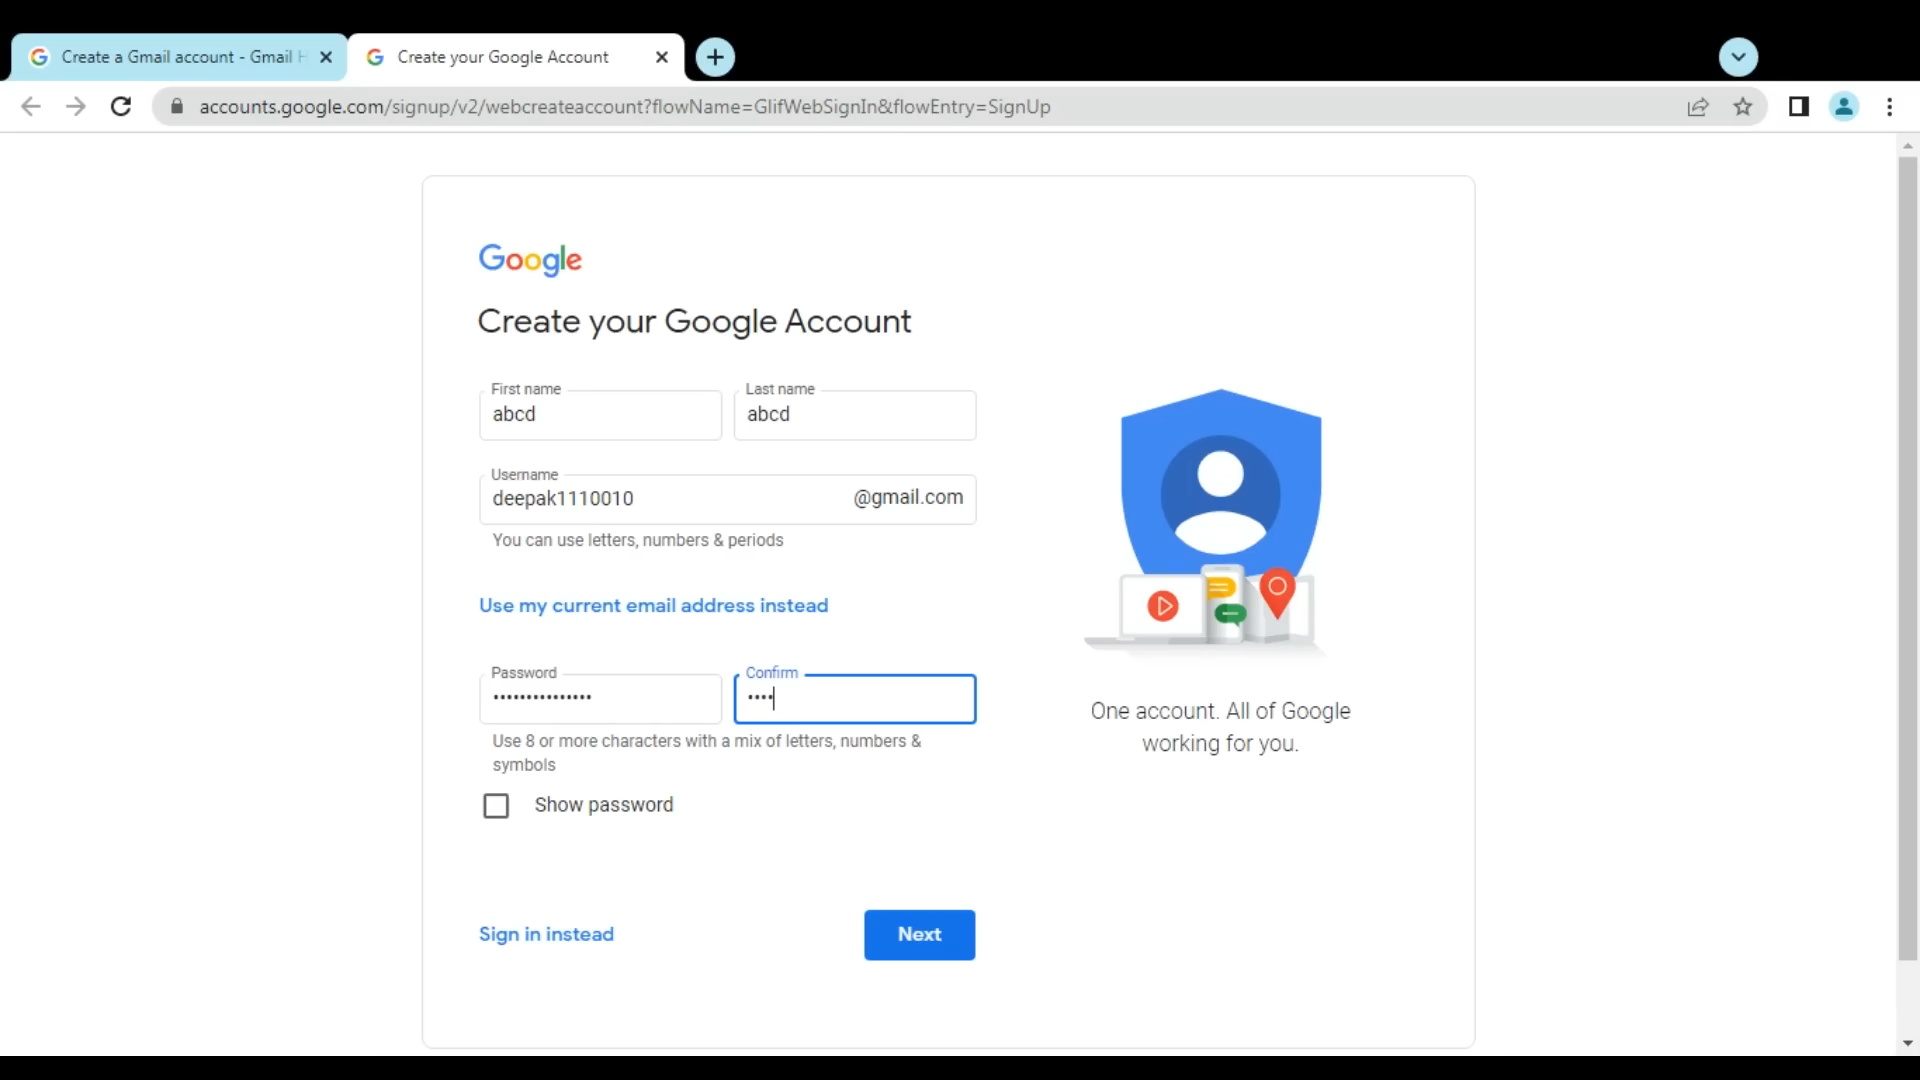 Create a Gmail account - Gmail H
Create your Google Account
accounts.google.com/signup/v2/webcreateaccount?flowName=GlifWebSignIn&flowEntry=SignUp
Google
Create your Google Account
First name
Last name
abcd
abcd
Username
deepak1110010
@gmail.com
You can use letters, numbers & periods
Use my current email address instead
Password
Confirm
•••••••••••••••
••••
Use 8 or more characters with a mix of letters, numbers &
symbols
Show password
Sign in instead
Next
One account. All of Google
working for you.